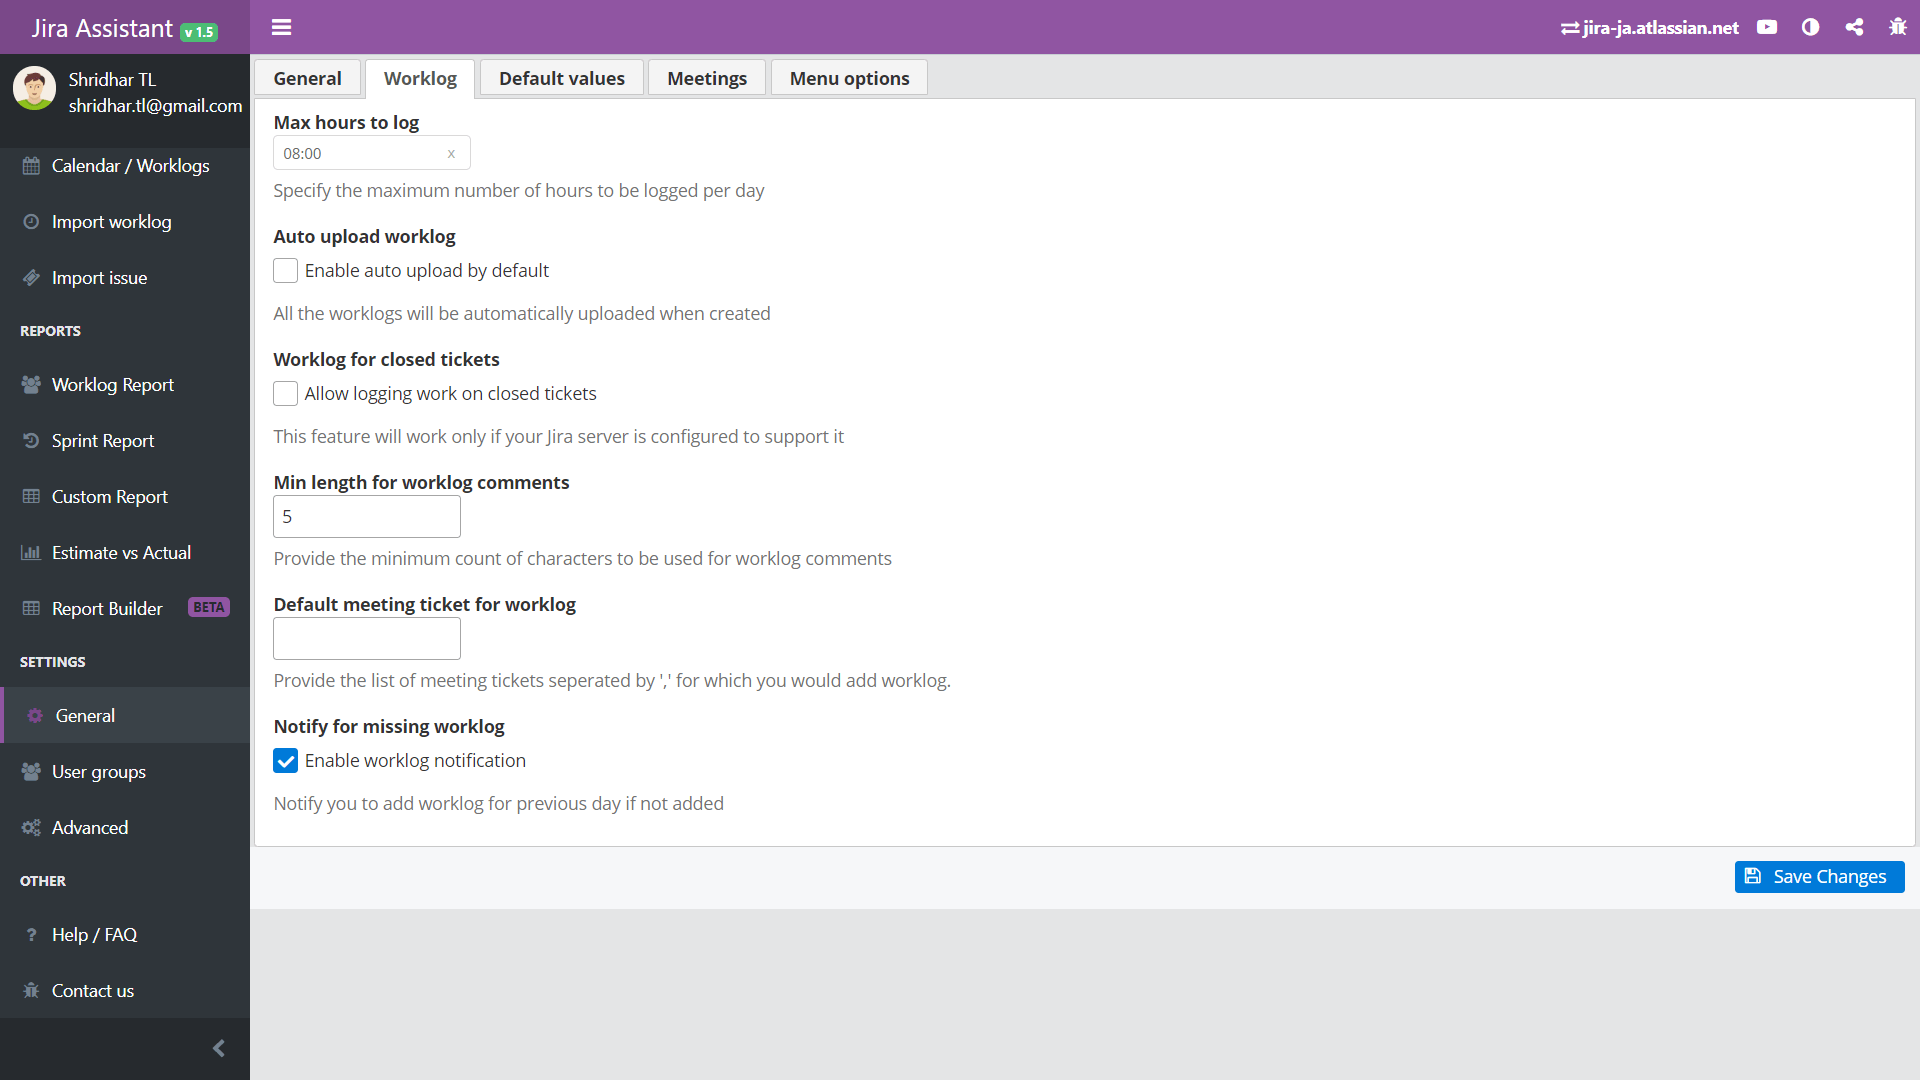 Jira Assistant v 1.5
jira-ja.atlassian.net
Shridhar TL
shridhar.tl@gmail.com
Calendar / Worklogs
Import worklog
Import issue
REPORTS
Worklog Report
Sprint Report
Custom Report
Estimate vs Actual
Report Builder BETA
SETTINGS
General
User groups
Advanced
OTHER
Help / FAQ
Contact us
General Worklog Default values Meetings Menu options
Max hours to log
08:00 x
Specify the maximum number of hours to be logged per day
Auto upload worklog
Enable auto upload by default
All the worklogs will be automatically uploaded when created
Worklog for closed tickets
Allow logging work on closed tickets
This feature will work only if your Jira server is configured to support it
Min length for worklog comments
5
Provide the minimum count of characters to be used for worklog comments
Default meeting ticket for worklog
Provide the list of meeting tickets seperated by ',' for which you would add worklog.
Notify for missing worklog
Enable worklog notification
Notify you to add worklog for previous day if not added
Save Changes